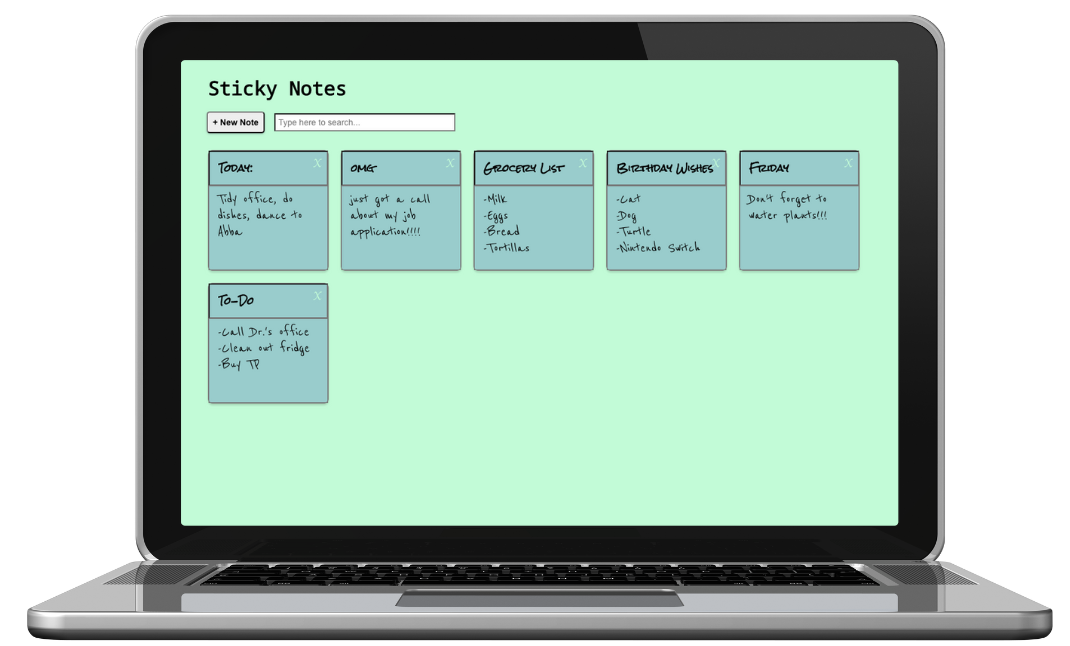 Sticky Notes
+ New Note
Type here to search...
Today:
X
Tidy office, do
dishes, dance to
Abba
omg
X
just got a call
about my job
application!!!!
Grocery List
X
-Milk
-Eggs
-Bread
-Tortillas
Birthday Wishes
X
-Cat
-Dog
-Turtle
-Nintendo Switch
Friday
X
Don't forget to
water plants!!!
To-Do
X
-Call Dr.'s office
-Clean out fridge
-Buy TP